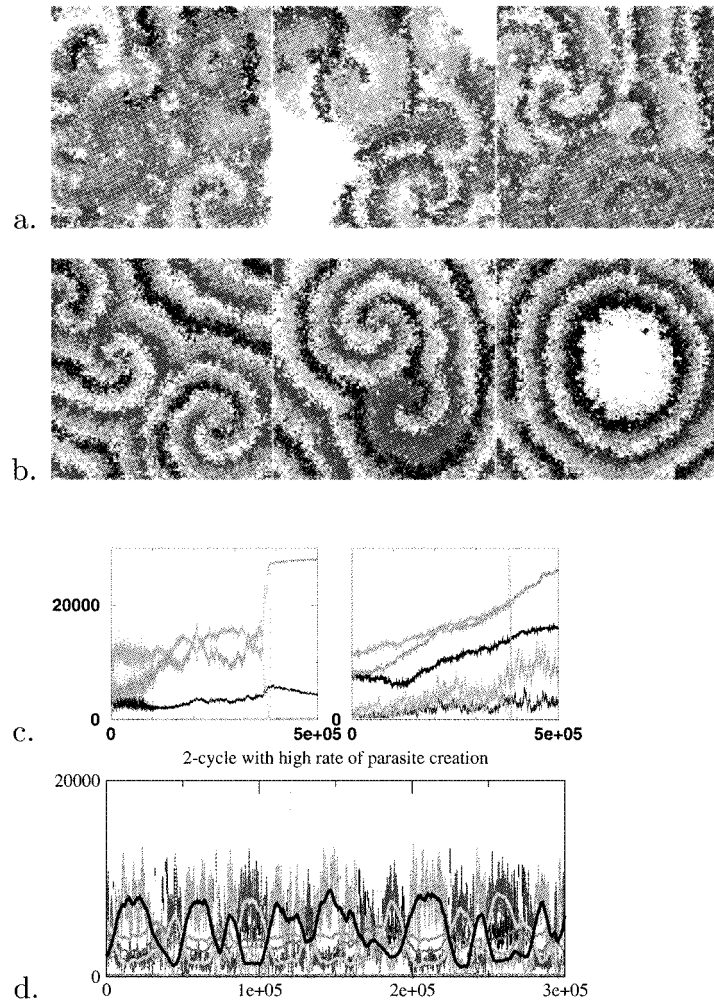 a.
b.
20000
0 5e+05 0 5e+05
c.
2-cycle with high rate of parasite creation
20000
0
d.
0 1e+05 2e+05 3e+05